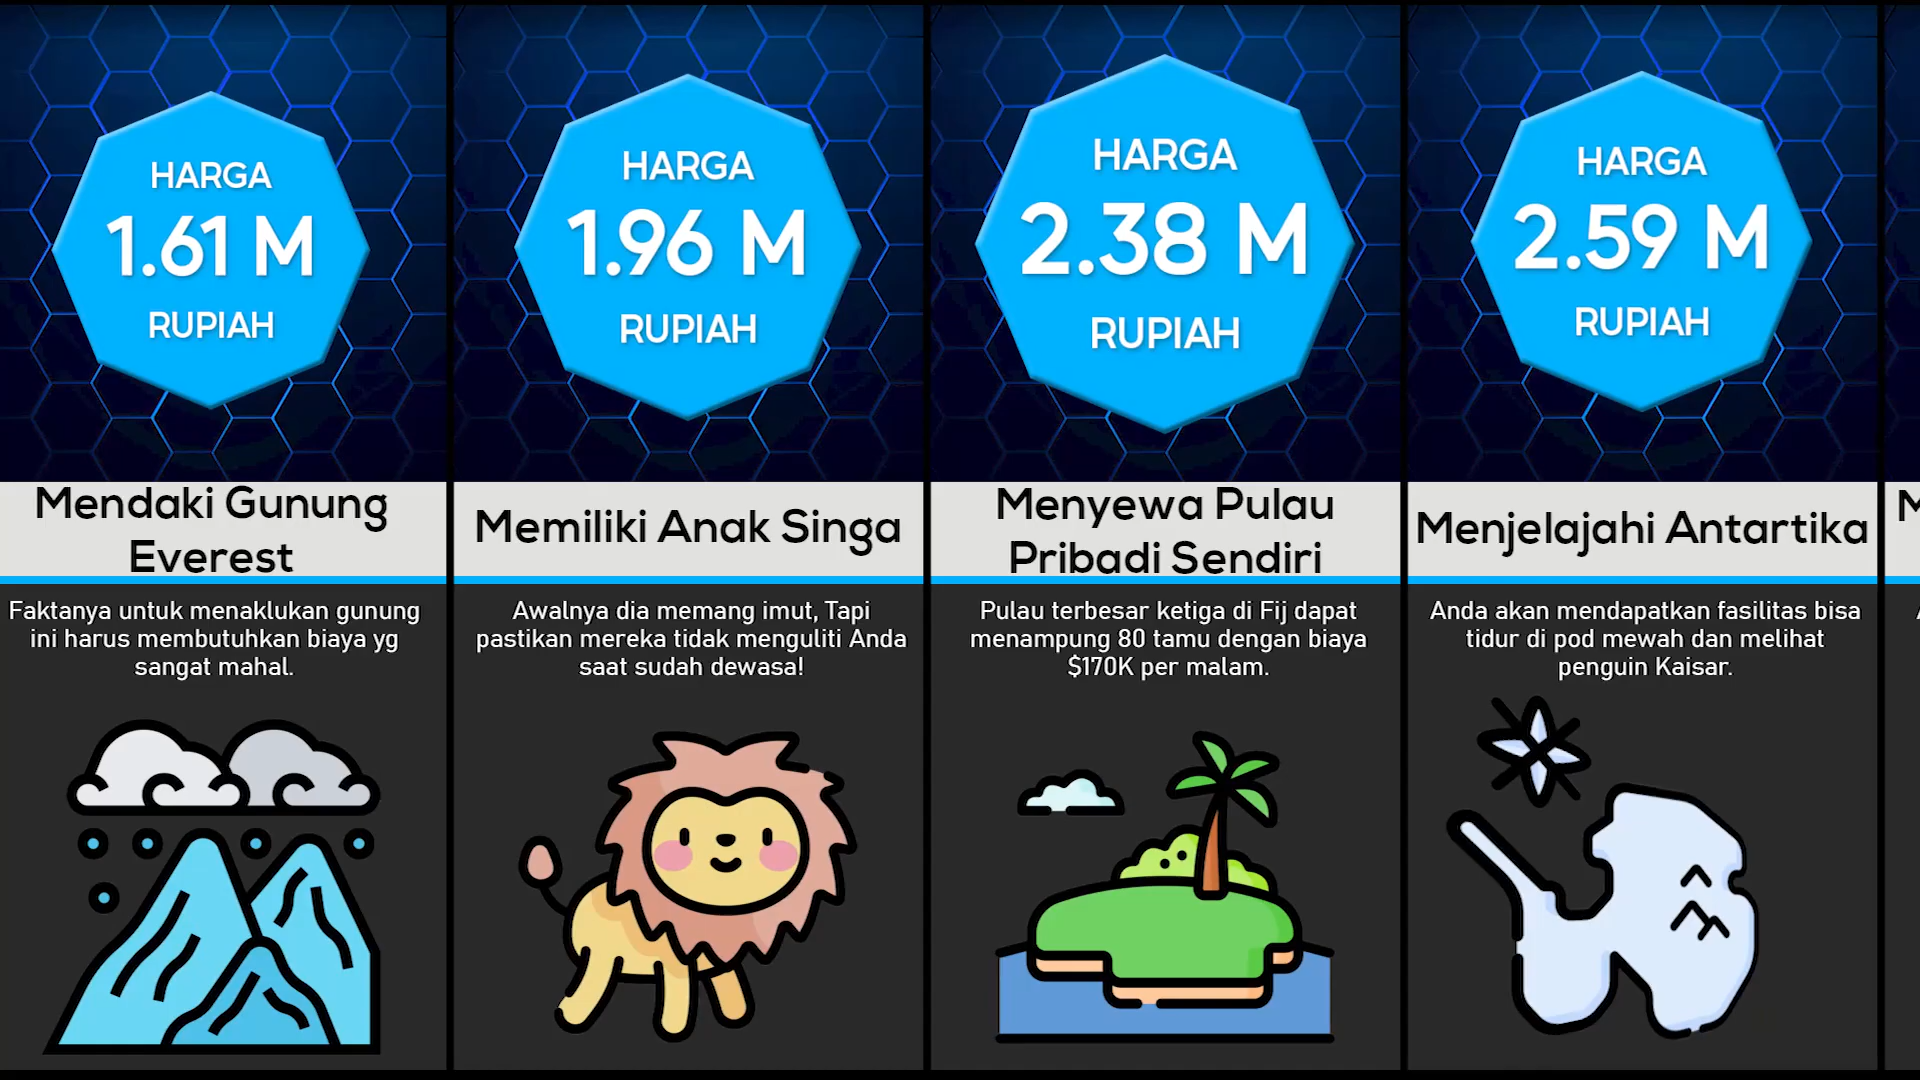 HARGA
1.61 M
RUPIAH
Mendaki Gunung
Everest
Faktanya untuk menaklukan gunung
ini harus membutuhkan biaya yg
sangat mahal.
HARGA
1.96 M
RUPIAH
Memiliki Anak Singa
Awalnya dia memang imut, Tapi
pastikan mereka tidak menguliti Anda
saat sudah dewasa!
HARGA
2.38 M
RUPIAH
Menyewa Pulau
Pribadi Sendiri
Pulau terbesar ketiga di Fij dapat
menampung 80 tamu dengan biaya
$170K per malam.
HARGA
2.59 M
RUPIAH
Menjelajahi Antartika
Anda akan mendapatkan fasilitas bisa
tidur di pod mewah dan melihat
penguin Kaisar.